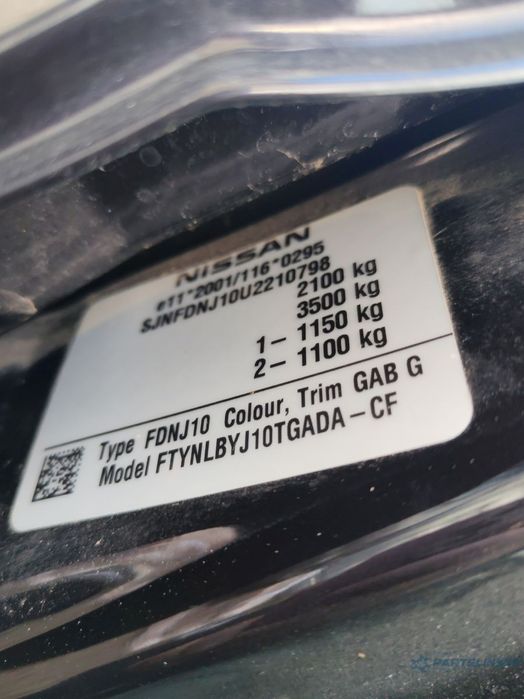 NISSAN
e11*2001/116*0295
SJNFDNJ10U2210798
2100 kg
3500 kg
1- 1150 kg
2- 1100 kg
Type FDNJ10 Colour, Trim GAB G
Model FTYNLBYJ10TGADA-CF